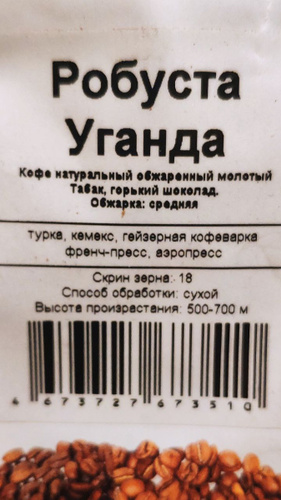 Робуста
Уганда
Кофе натуральный обжаренный молотый
Табак, горький шоколад.
Обжарка: средняя
турка, кемекс, гейзерная кофеварка
френч-пресс, аэропресс
Скрин зерна: 18
Способ обработки: сухой
Высота произрастания: 500-700 м
4 673727 673510